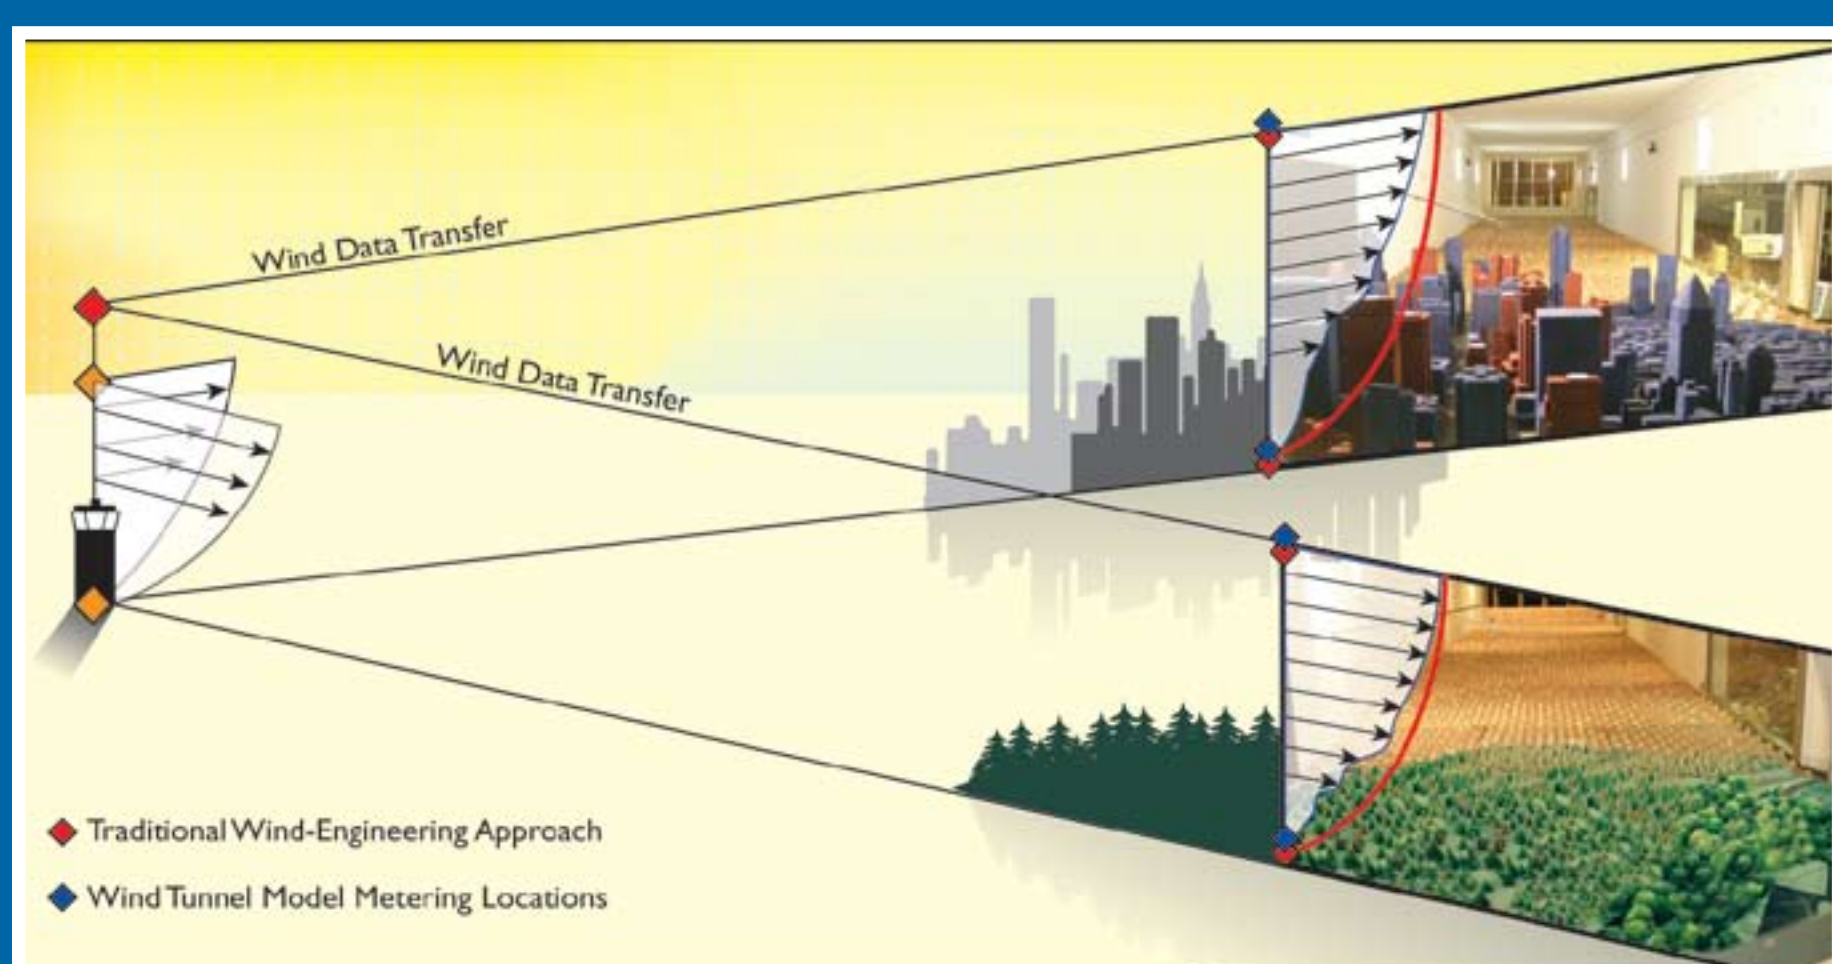 Wind Data Transfer
Wind Data Transfer
Traditional Wind-Engineering Approach
Wind Tunnel Model Metering Locations